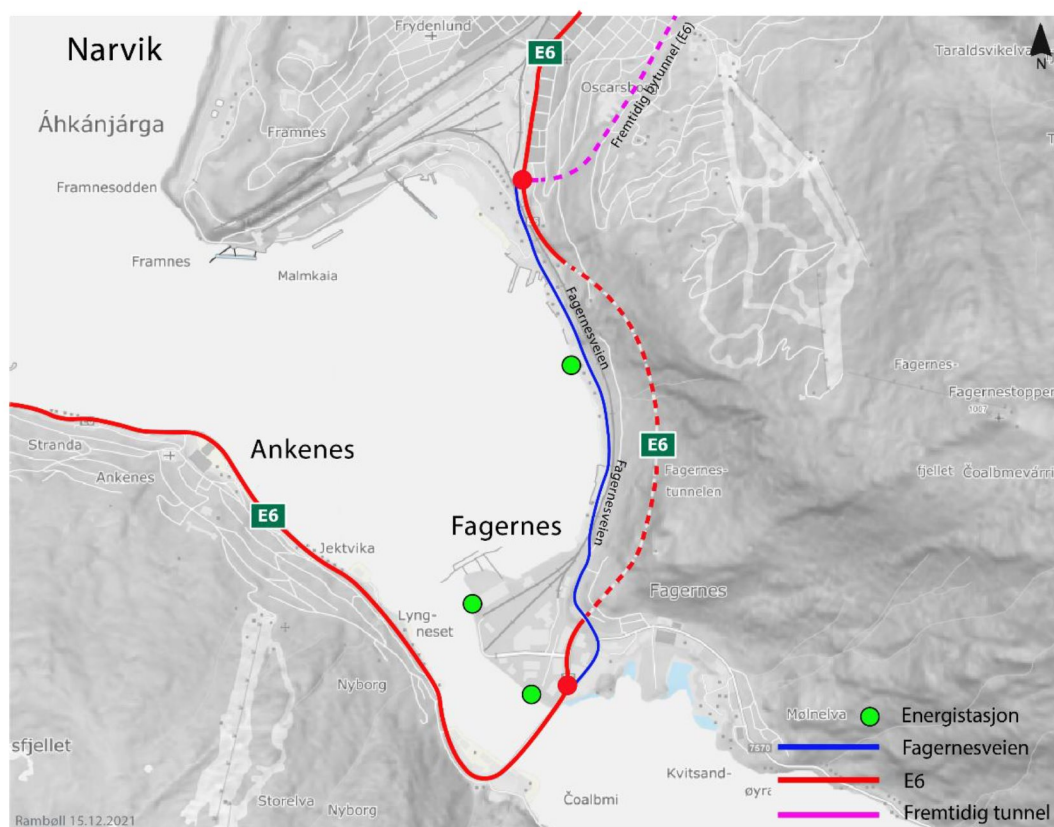 Narvik
Áhkánjárga
Frydenlund
E6
Oscarsborg
Fremtidig bytunnel (E6)
Taraldsvikelva
N
Framnes
Framnesodden
Framnes
Malmkaia
Fagernesveien
Fagernes-
Fagernestoppen
1087
fjellet
Čoalbmevárri
E6
Fagernes-
tunnelen
Fagernesveien
Stranda
Ankenes
Ankenes
E6
Fagernes
Jektvika
Fagernes
Lyng-
neset
Nyborg
sfjellet
Mølnelva
7570
Kvitsand-
øyra
Čoalbmi
Storelva
Nyborg
Energistasjon
Fagernesveien
E6
Fremtidig tunnel
Rambøll 15.12.2021